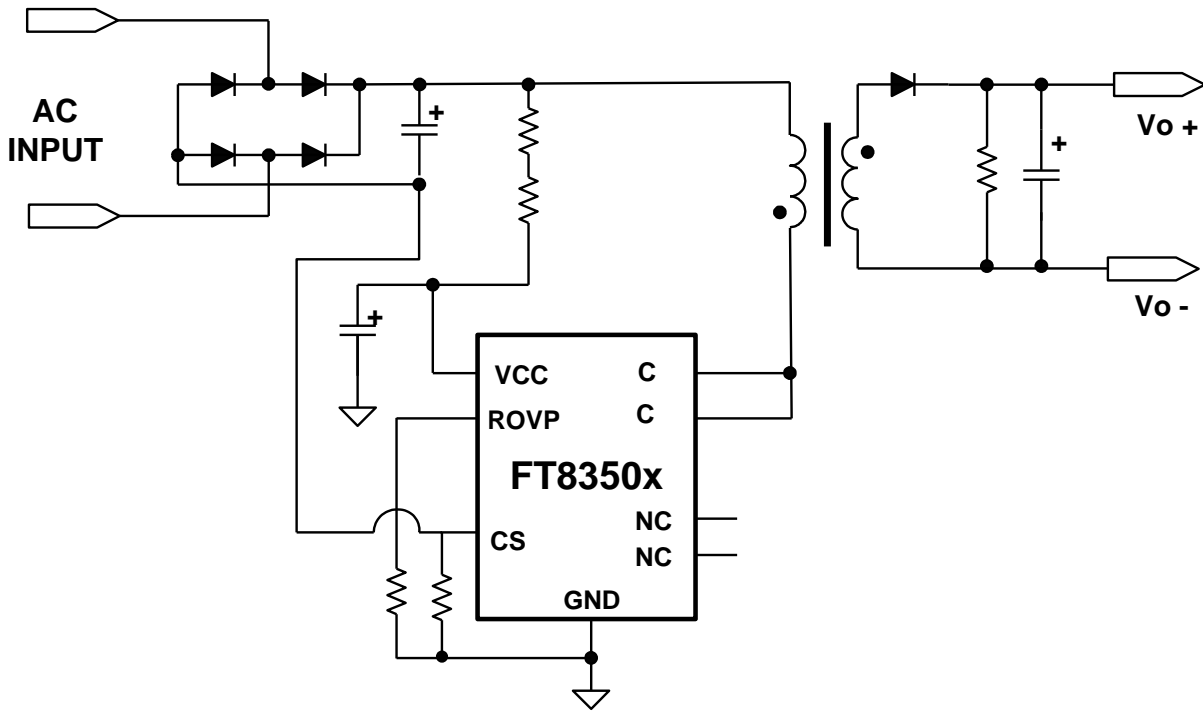 AC
INPUT
+
+
+
Vo +
Vo -
VCC
C
ROVP
C
FT8350x
NC
CS
NC
GND